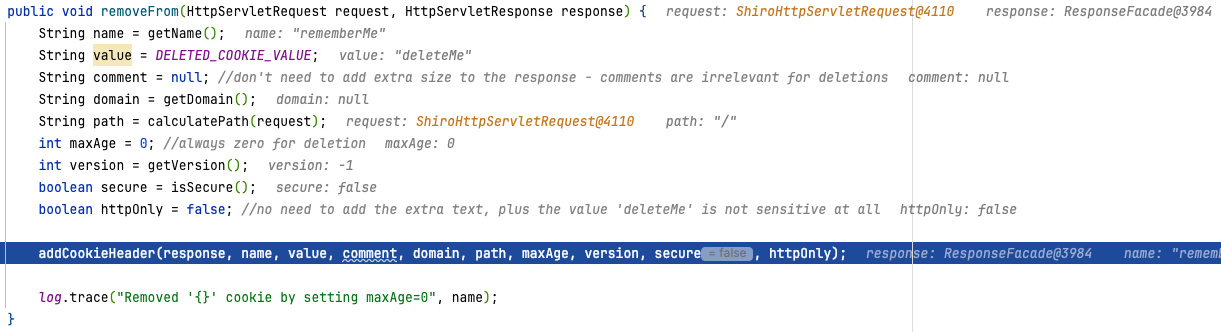 public void removeFrom(HttpServletRequest request, HttpServletResponse response) { request: ShiroHttpServletRequest@4110 response: ResponseFacade@3984
String name = getName(); name: "rememberMe"
String value = DELETED_COOKIE_VALUE; value: "deleteMe"
String comment = null; //don't need to add extra size to the response - comments are irrelevant for deletions comment: null
String domain = getDomain(); domain: null
String path = calculatePath(request); request: ShiroHttpServletRequest@4110 path: "/"
int maxAge = 0; //always zero for deletion maxAge: 0
int version = getVersion(); version: -1
boolean secure = isSecure(); secure: false
boolean httpOnly = false; //no need to add the extra text, plus the value 'deleteMe' is not sensitive at all httpOnly: false
addCookieHeader(response, name, value, comment, domain, path, maxAge, version, secure = false , httpOnly); response: ResponseFacade@3984 name: "rememb
log.trace("Removed '{}' cookie by setting maxAge=0", name);
}